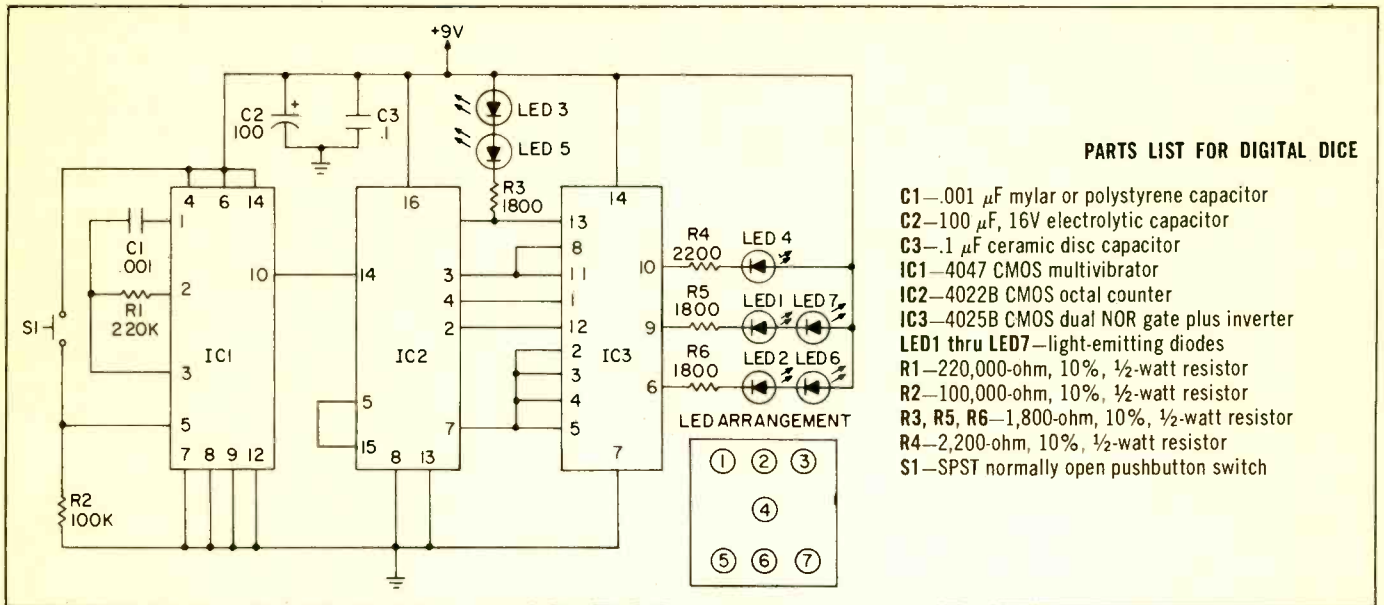 +9V
C2
100
+
C3
.1
LED 3
LED 5
R3
1800
4 6 14
1
C1
.001
2
R1
220K
3
S1
5
IC1
10
7 8 9 12
R2
100K
16
14
3
4
2
IC2
5
15
7
8 13
14
13
8
11
1
12
2
3
4
5
IC3
10
9
6
7
R4
2200
LED 4
R5
1800
LED1 LED7
R6
1800
LED2 LED6
LED ARRANGEMENT
1 2 3
4
5 6 7
PARTS LIST FOR DIGITAL DICE
C1—.001 µF mylar or polystyrene capacitor
C2—100 µF, 16V electrolytic capacitor
C3—.1 µF ceramic disc capacitor
IC1—4047 CMOS multivibrator
IC2—4022B CMOS octal counter
IC3—4025B CMOS dual NOR gate plus inverter
LED1 thru LED7—light-emitting diodes
R1—220,000-ohm, 10%, ½-watt resistor
R2—100,000-ohm, 10%, ½-watt resistor
R3, R5, R6—1,800-ohm, 10%, ½-watt resistor
R4—2,200-ohm, 10%, ½-watt resistor
S1—SPST normally open pushbutton switch